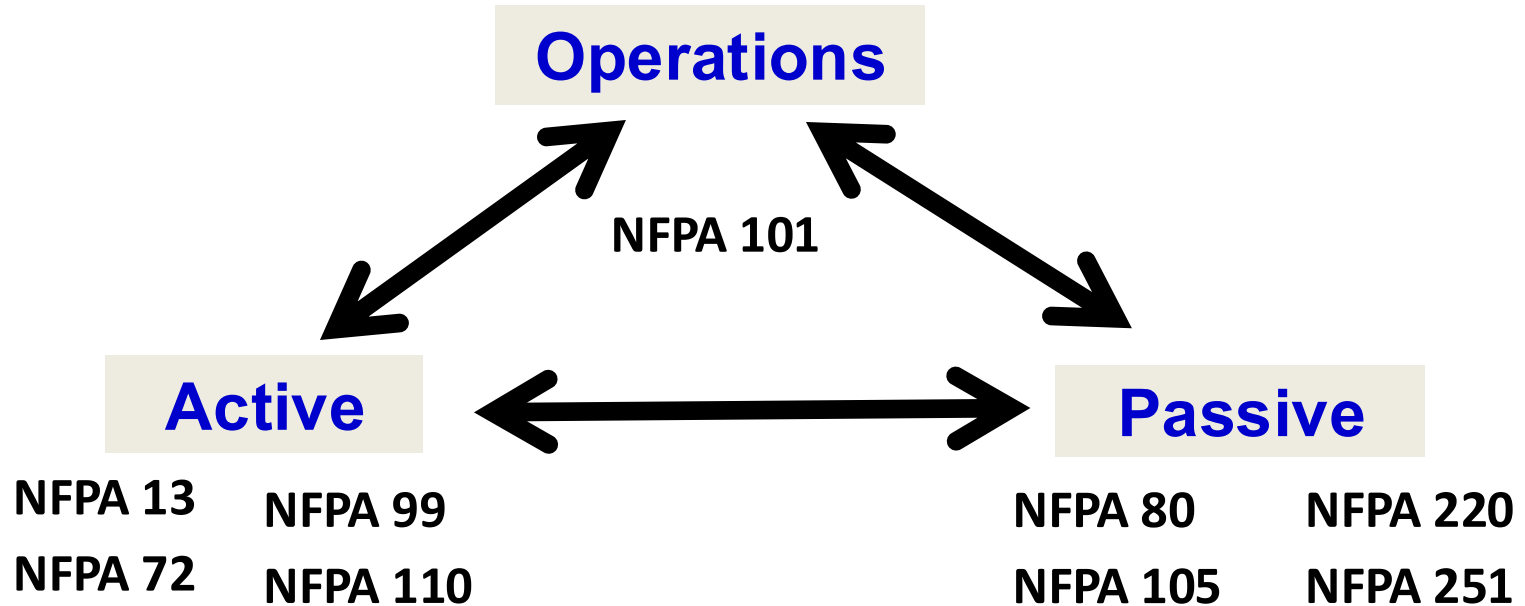 Operations
NFPA 101
Active
Passive
NFPA 13
NFPA 99
NFPA 72
NFPA 110
NFPA 80
NFPA 220
NFPA 105
NFPA 251